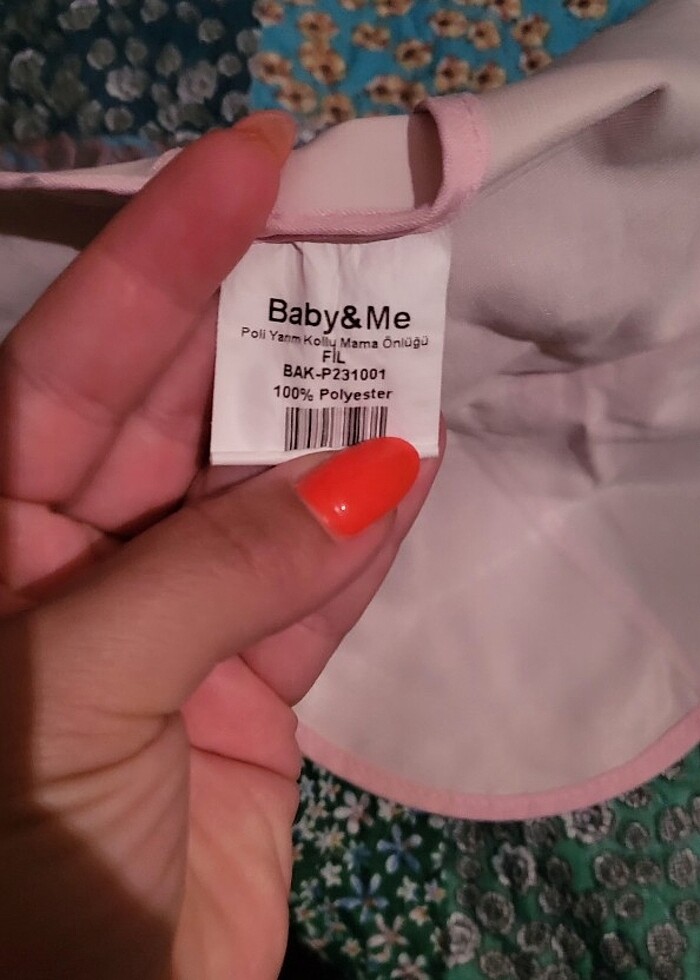 Baby&Me
Poli Yarım Kollu Mama Önlüğü
FİL
BAK-P231001
100% Polyester